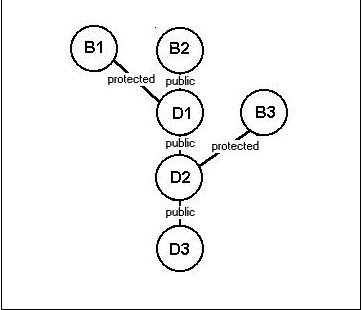 B1
B2
protected
public
D1
B3
public
protected
D2
public
D3